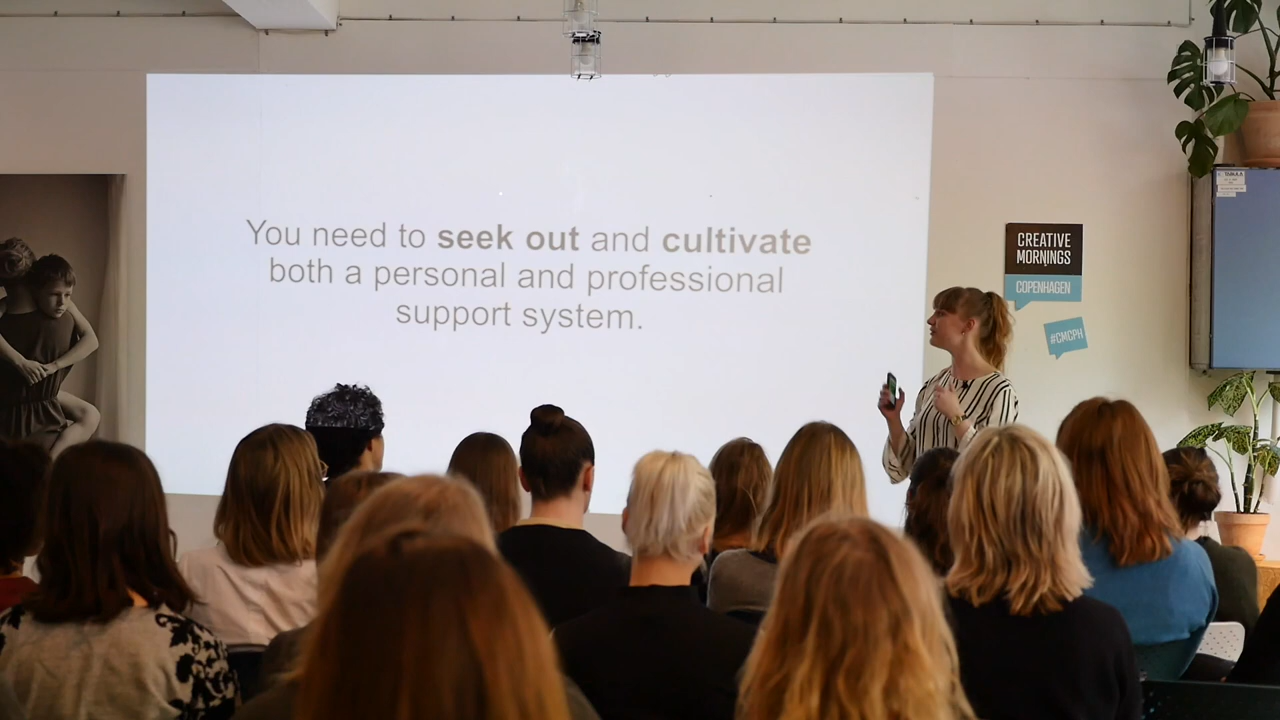 You need to seek out and cultivate
both a personal and professional
support system.
CREATIVE
MORNINGS
COPENHAGEN
#CMCPH